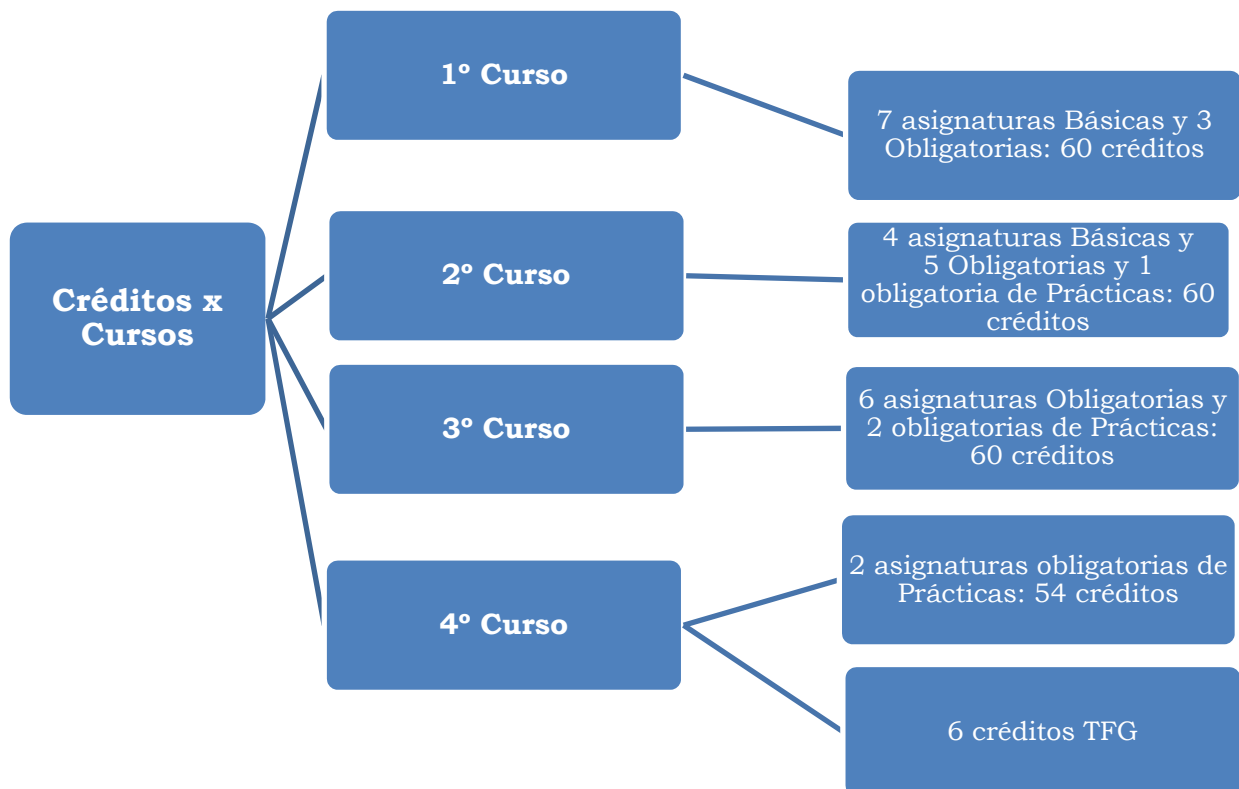 Créditos x
Cursos
1º Curso
7 asignaturas Básicas y 3
Obligatorias: 60 créditos
2º Curso
4 asignaturas Básicas y
5 Obligatorias y 1
obligatoria de Prácticas: 60
créditos
3º Curso
6 asignaturas Obligatorias y
2 obligatorias de Prácticas:
60 créditos
4º Curso
2 asignaturas obligatorias de
Prácticas: 54 créditos
6 créditos TFG